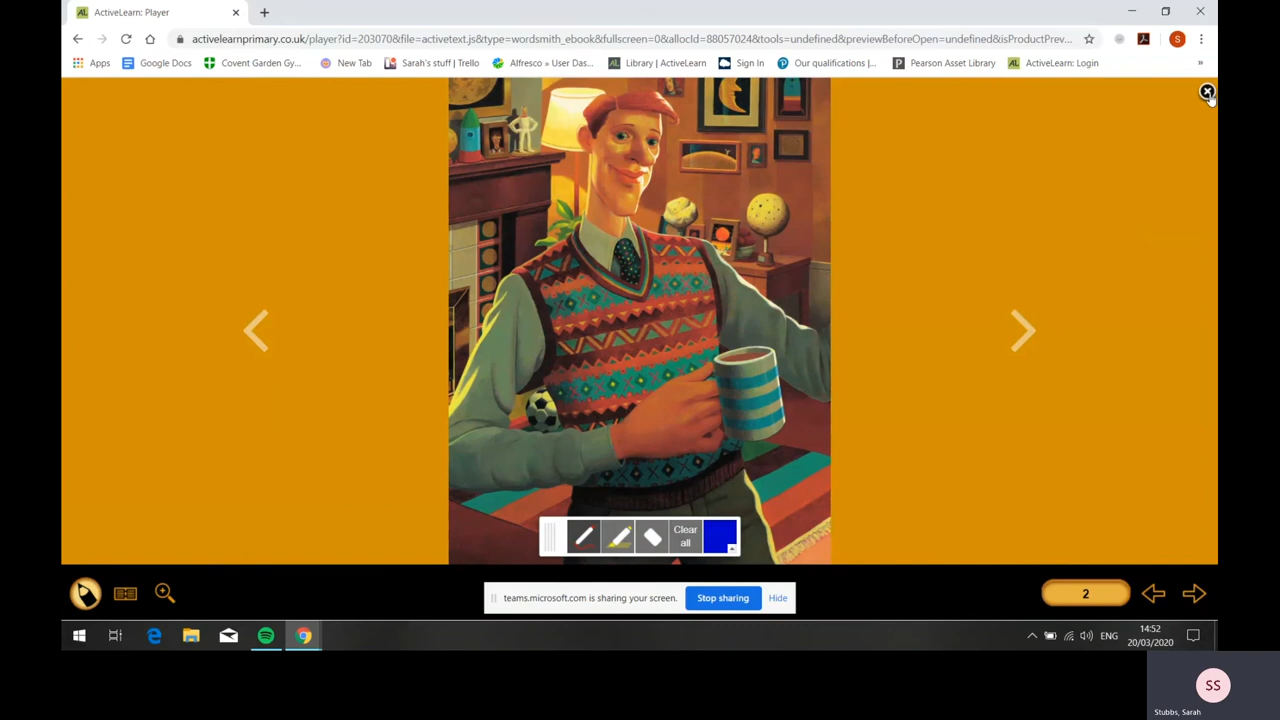 ActiveLearn: Player
activelearnprimary.co.uk/player?id=203070&file=activetext.js&type=wordsmith_ebook&fullscreen=0&allocId=88057024&tools=undefined&previewBeforeOpen=undefined&isProductPrev...
S
Apps Google Docs Covent Garden Gy... New Tab Sarah's stuff | Trello Alfresco » User Das... Library | ActiveLearn Sign In Our qualifications |... Pearson Asset Library ActiveLearn: Login »
Clear
all
teams.microsoft.com is sharing your screen. Stop sharing Hide
2
ENG
14:52
20/03/2020
SS
Stubbs, Sarah